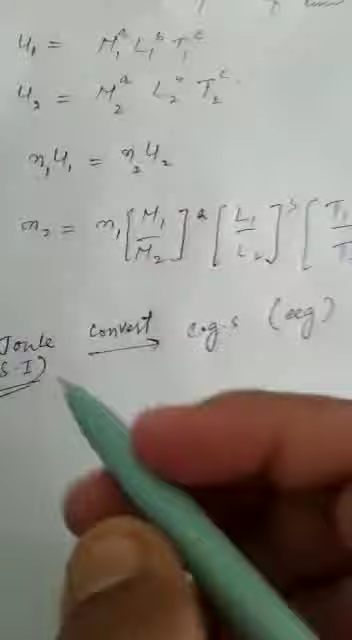 u₁ = M₁ᵃ L₁ᵇ T₁ᶜ
u₂ = M₂ᵃ L₂ᵇ T₂ᶜ
n₁u₁ = n₂u₂
n₂ = n₁ [M₁/M₂]ᵃ [L₁/L₂]ᵇ [T₁/T₂
Joule convert → c.g.s (erg)
S.I)